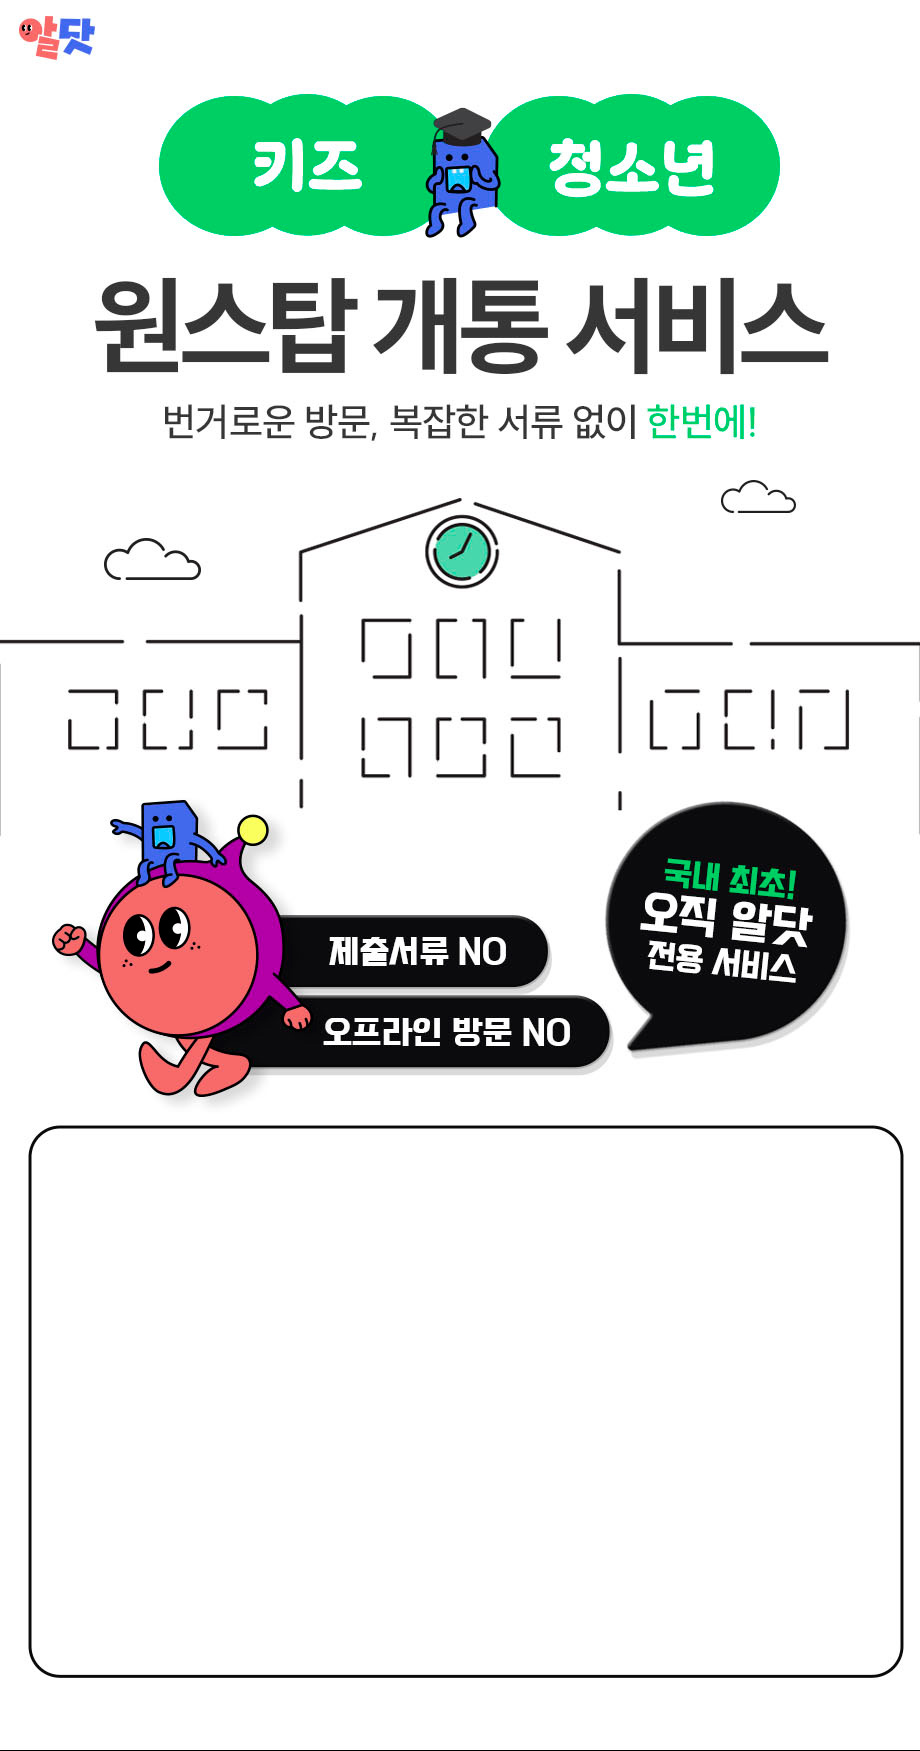 알닷
키즈 청소년
원스탑 개통 서비스
번거로운 방문, 복잡한 서류 없이 한번에!
국내 최초!
오직 알닷
전용 서비스
제출서류 NO
오프라인 방문 NO